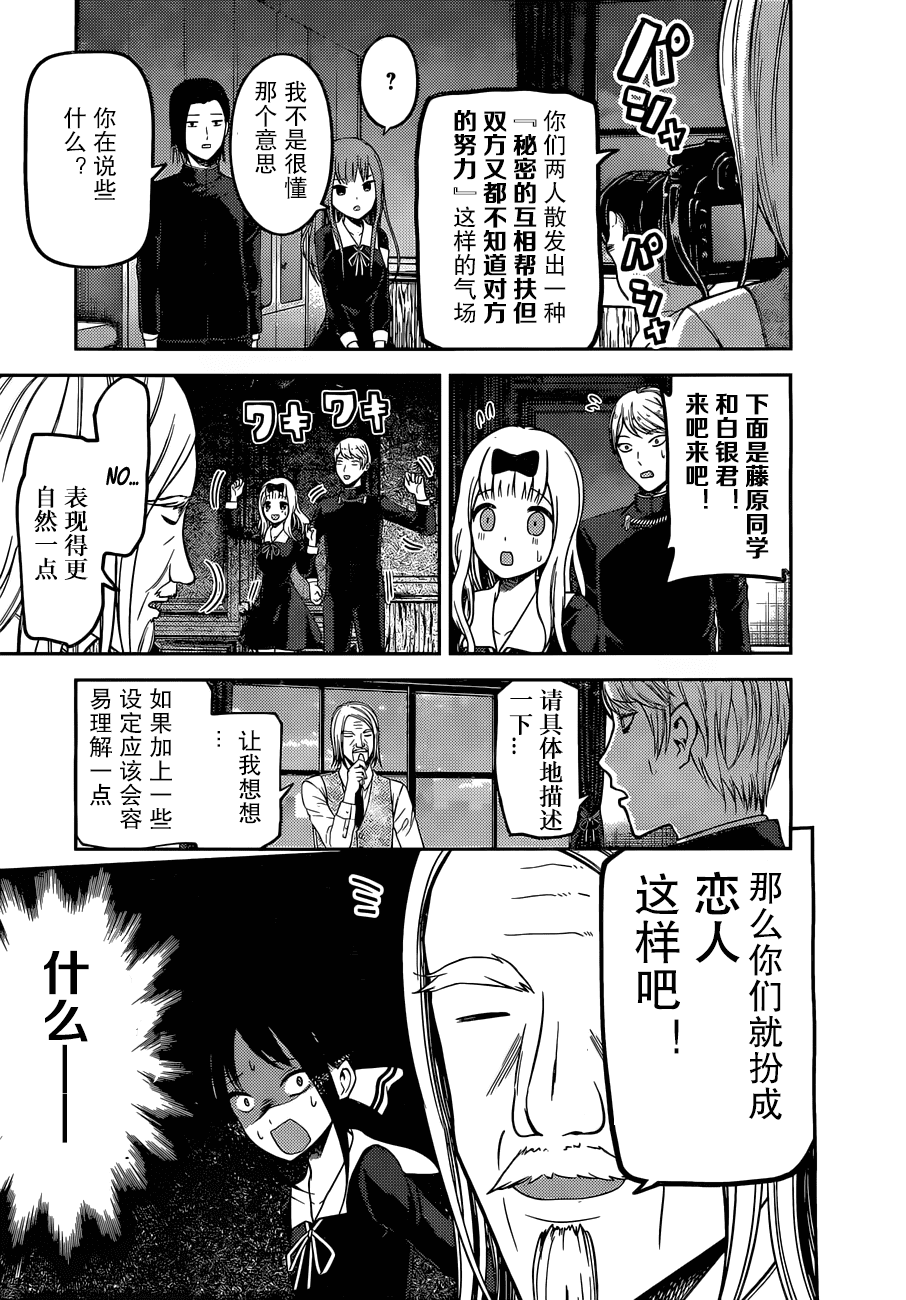 パシャ
パシャ
你们两人散发出一种
『秘密的互相帮扶但
双方又都不知道对方
的努力』这样的气场
?
我不是很懂
那个意思
你在说些
什么?
下面是藤原同学
和白银君!
来吧来吧!
ワキ
ワキ
NO...
表现得更
自然一点
请具体地描述
一下…
让我想想
…
如果加上一些
设定应该会容
易理解一点
那么你们就扮成
恋人
这样吧!
什么——